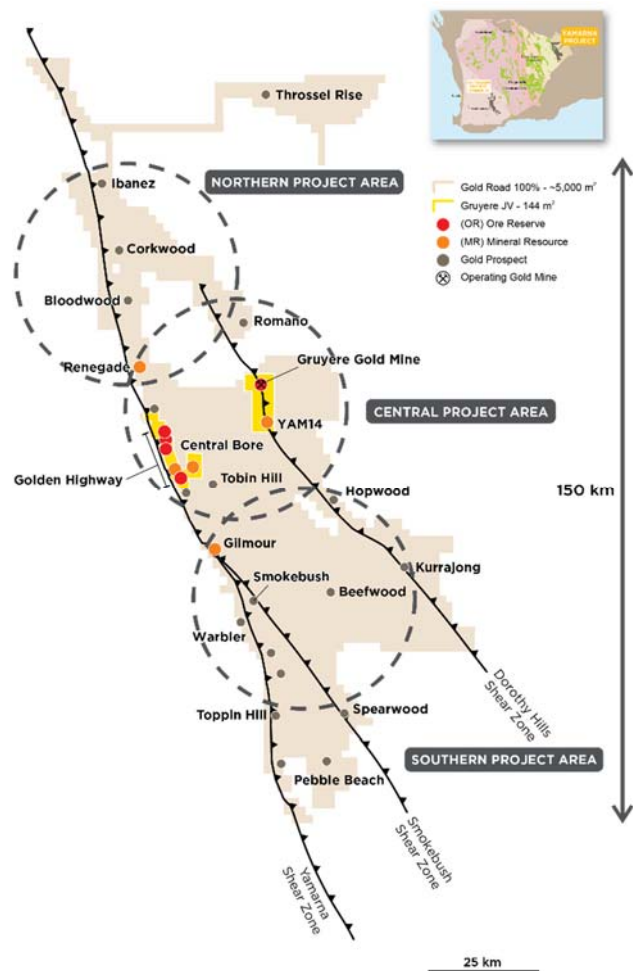 YAMARNA
PROJECT
Throssel Rise
Ibanez
NORTHERN PROJECT AREA
Gold Road 100% - ~5,000 m²
Gruyere JV - 144 m²
(OR) Ore Reserve
(MR) Mineral Resource
Gold Prospect
Operating Gold Mine
Corkwood
Bloodwood
Romano
Renegade
Gruyere Gold Mine
CENTRAL PROJECT AREA
YAM14
Central Bore
Golden Highway
Tobin Hill
Hopwood
150 km
Gilmour
Smokebush
Beefwood
Kurrajong
Warbler
Dorothy Hills
Shear Zone
Toppin Hill
Spearwood
SOUTHERN PROJECT AREA
Pebble Beach
Smokebush
Shear Zone
Yamarna
Shear Zone
25 km